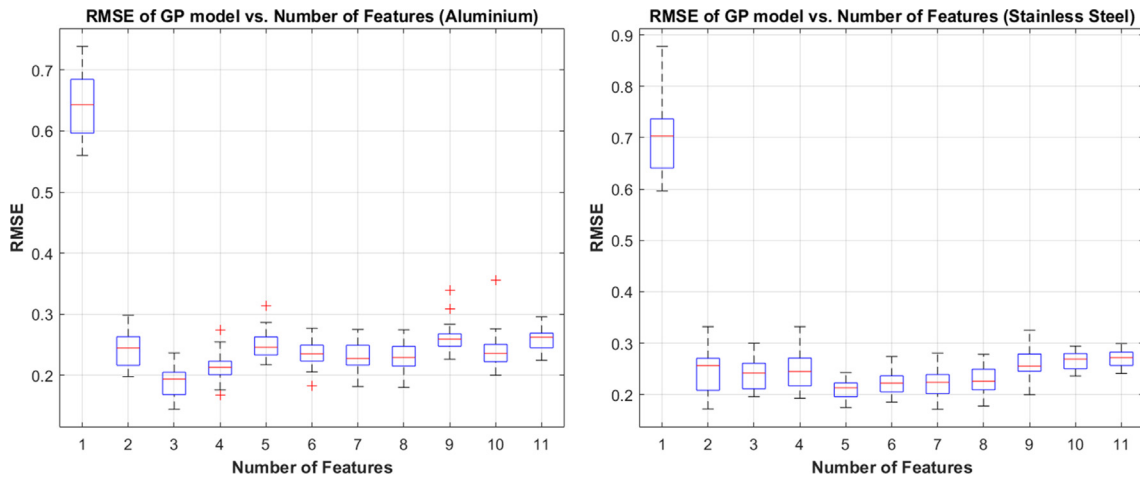 RMSE of GP model vs. Number of Features (Aluminium)
0.7
0.6
0.5
0.4
0.3
0.2
RMSE
1 2 3 4 5 6 7 8 9 10 11
Number of Features
RMSE of GP model vs. Number of Features (Stainless Steel)
0.9
0.8
0.7
0.6
0.5
0.4
0.3
0.2
RMSE
1 2 3 4 5 6 7 8 9 10 11
Number of Features